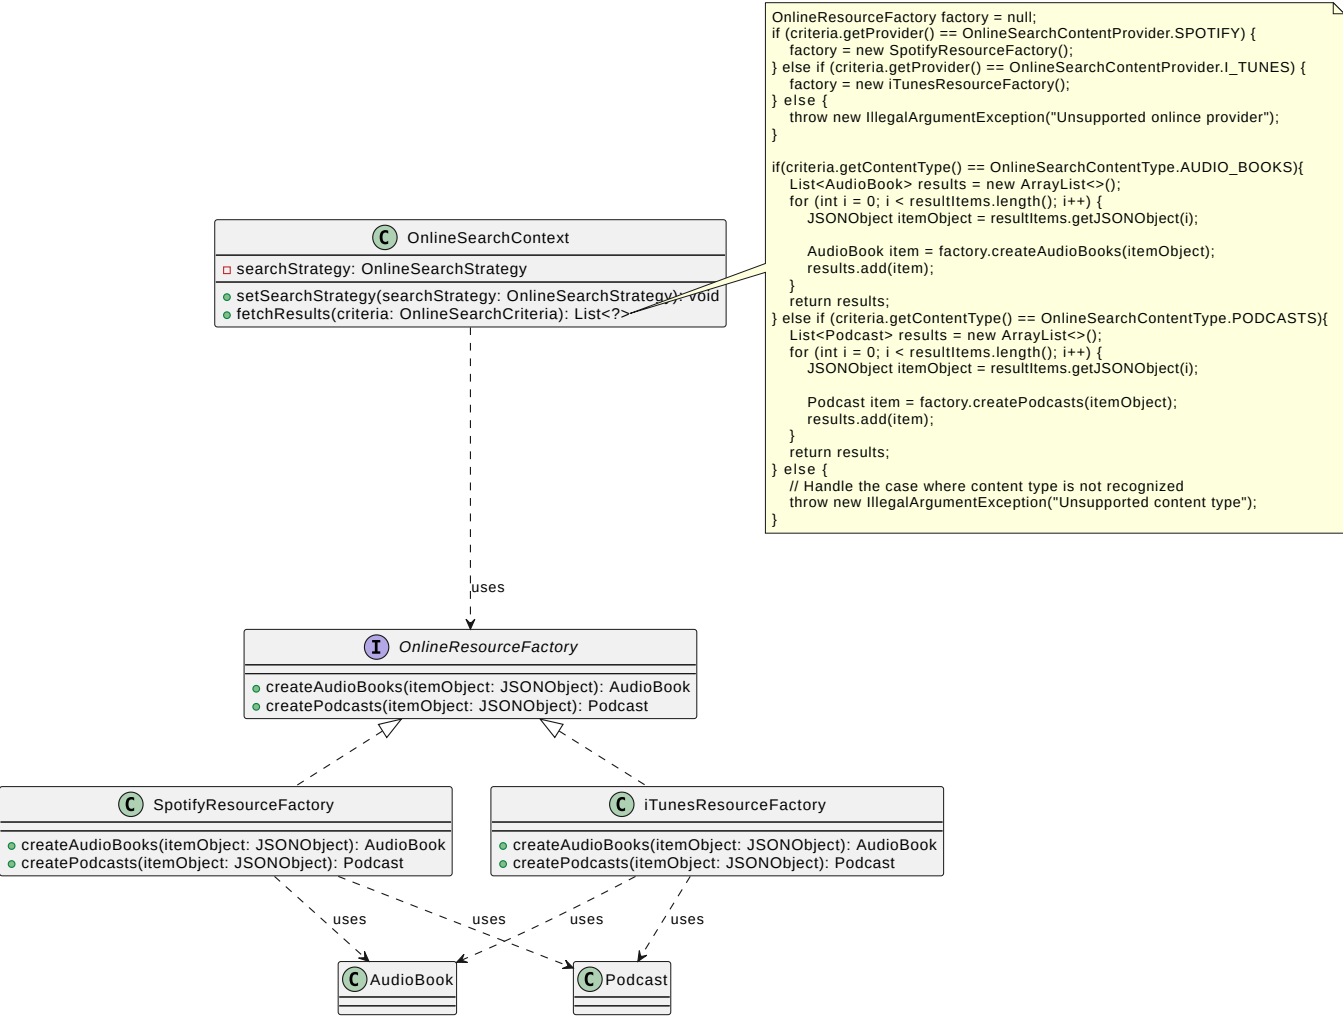 OnlineResourceFactory factory = null;
if (criteria.getProvider() == OnlineSearchContentProvider.SPOTIFY) {
    factory = new SpotifyResourceFactory();
} else if (criteria.getProvider() == OnlineSearchContentProvider.I_TUNES) {
    factory = new iTunesResourceFactory();
} else {
    throw new IllegalArgumentException("Unsupported onlince provider");
}
if(criteria.getContentType() == OnlineSearchContentType.AUDIO_BOOKS){
    List<AudioBook> results = new ArrayList<>();
    for (int i = 0; i < resultItems.length(); i++) {
        JSONObject itemObject = resultItems.getJSONObject(i);
        AudioBook item = factory.createAudioBooks(itemObject);
        results.add(item);
    }
    return results;
} else if (criteria.getContentType() == OnlineSearchContentType.PODCASTS){
    List<Podcast> results = new ArrayList<>();
    for (int i = 0; i < resultItems.length(); i++) {
        JSONObject itemObject = resultItems.getJSONObject(i);
        Podcast item = factory.createPodcasts(itemObject);
        results.add(item);
    }
    return results;
} else {
    // Handle the case where content type is not recognized
    throw new IllegalArgumentException("Unsupported content type");
}
C OnlineSearchContext
searchStrategy: OnlineSearchStrategy
setSearchStrategy(searchStrategy: OnlineSearchStrategy): void
fetchResults(criteria: OnlineSearchCriteria): List<?>
uses
I OnlineResourceFactory
createAudioBooks(itemObject: JSONObject): AudioBook
createPodcasts(itemObject: JSONObject): Podcast
C SpotifyResourceFactory
createAudioBooks(itemObject: JSONObject): AudioBook
createPodcasts(itemObject: JSONObject): Podcast
C iTunesResourceFactory
createAudioBooks(itemObject: JSONObject): AudioBook
createPodcasts(itemObject: JSONObject): Podcast
uses
uses
uses
uses
C AudioBook
C Podcast